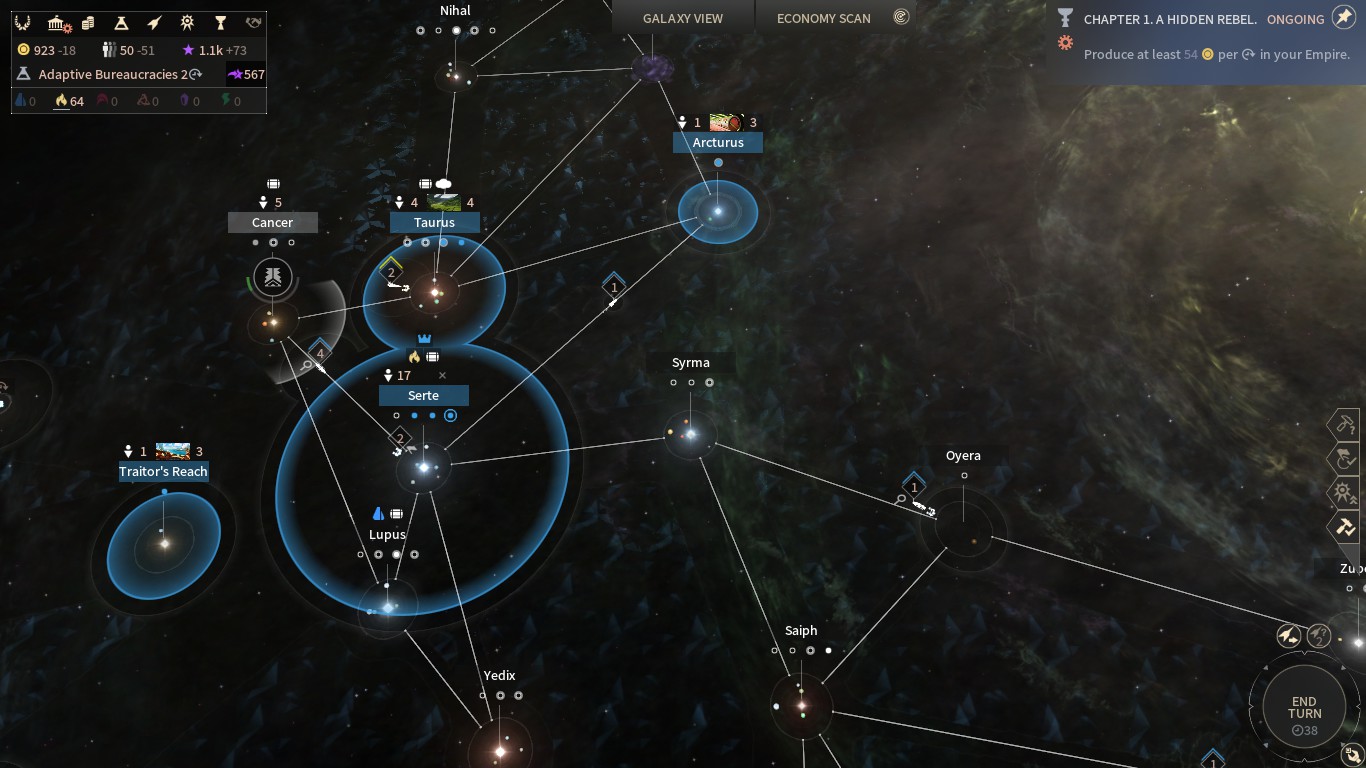 Nihal
GALAXY VIEW
ECONOMY SCAN
CHAPTER 1. A HIDDEN REBEL. ONGOING
Produce at least 54 per in your Empire.
923 -18 50 -51 1.1k +73
Adaptive Bureaucracies 2 567
0 64 0 0 0 0
1 3
Arcturus
5
Cancer
4 4
Taurus
2
1
4
17
Serte
2
Syrma
1 3
Traitor's Reach
Oyera
1
Lupus
Saiph
Yedix
2
END
TURN
38
1